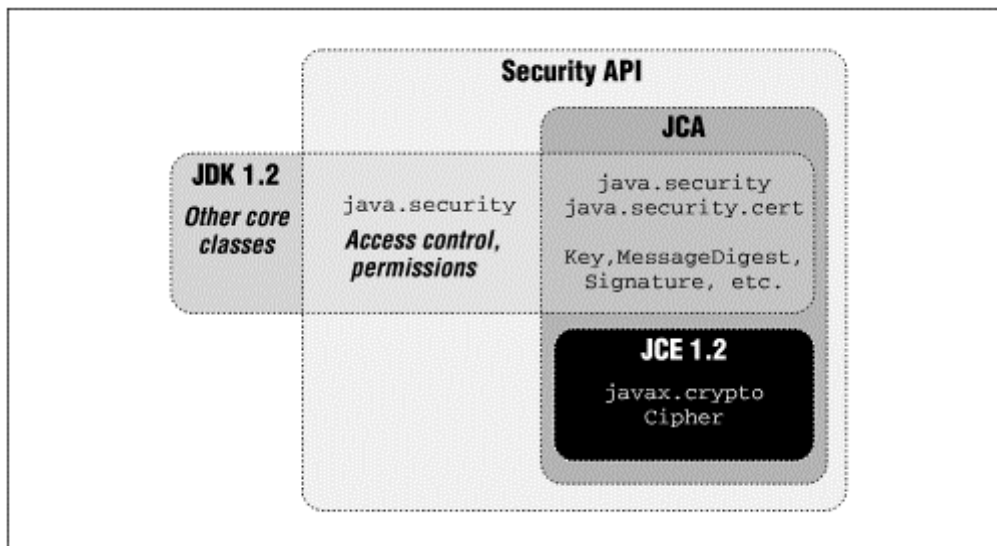 Security API
JCA
JDK 1.2
Other core
classes
java.security
Access control,
permissions
java.security
java.security.cert
Key,MessageDigest,
Signature, etc.
JCE 1.2
javax.crypto
Cipher